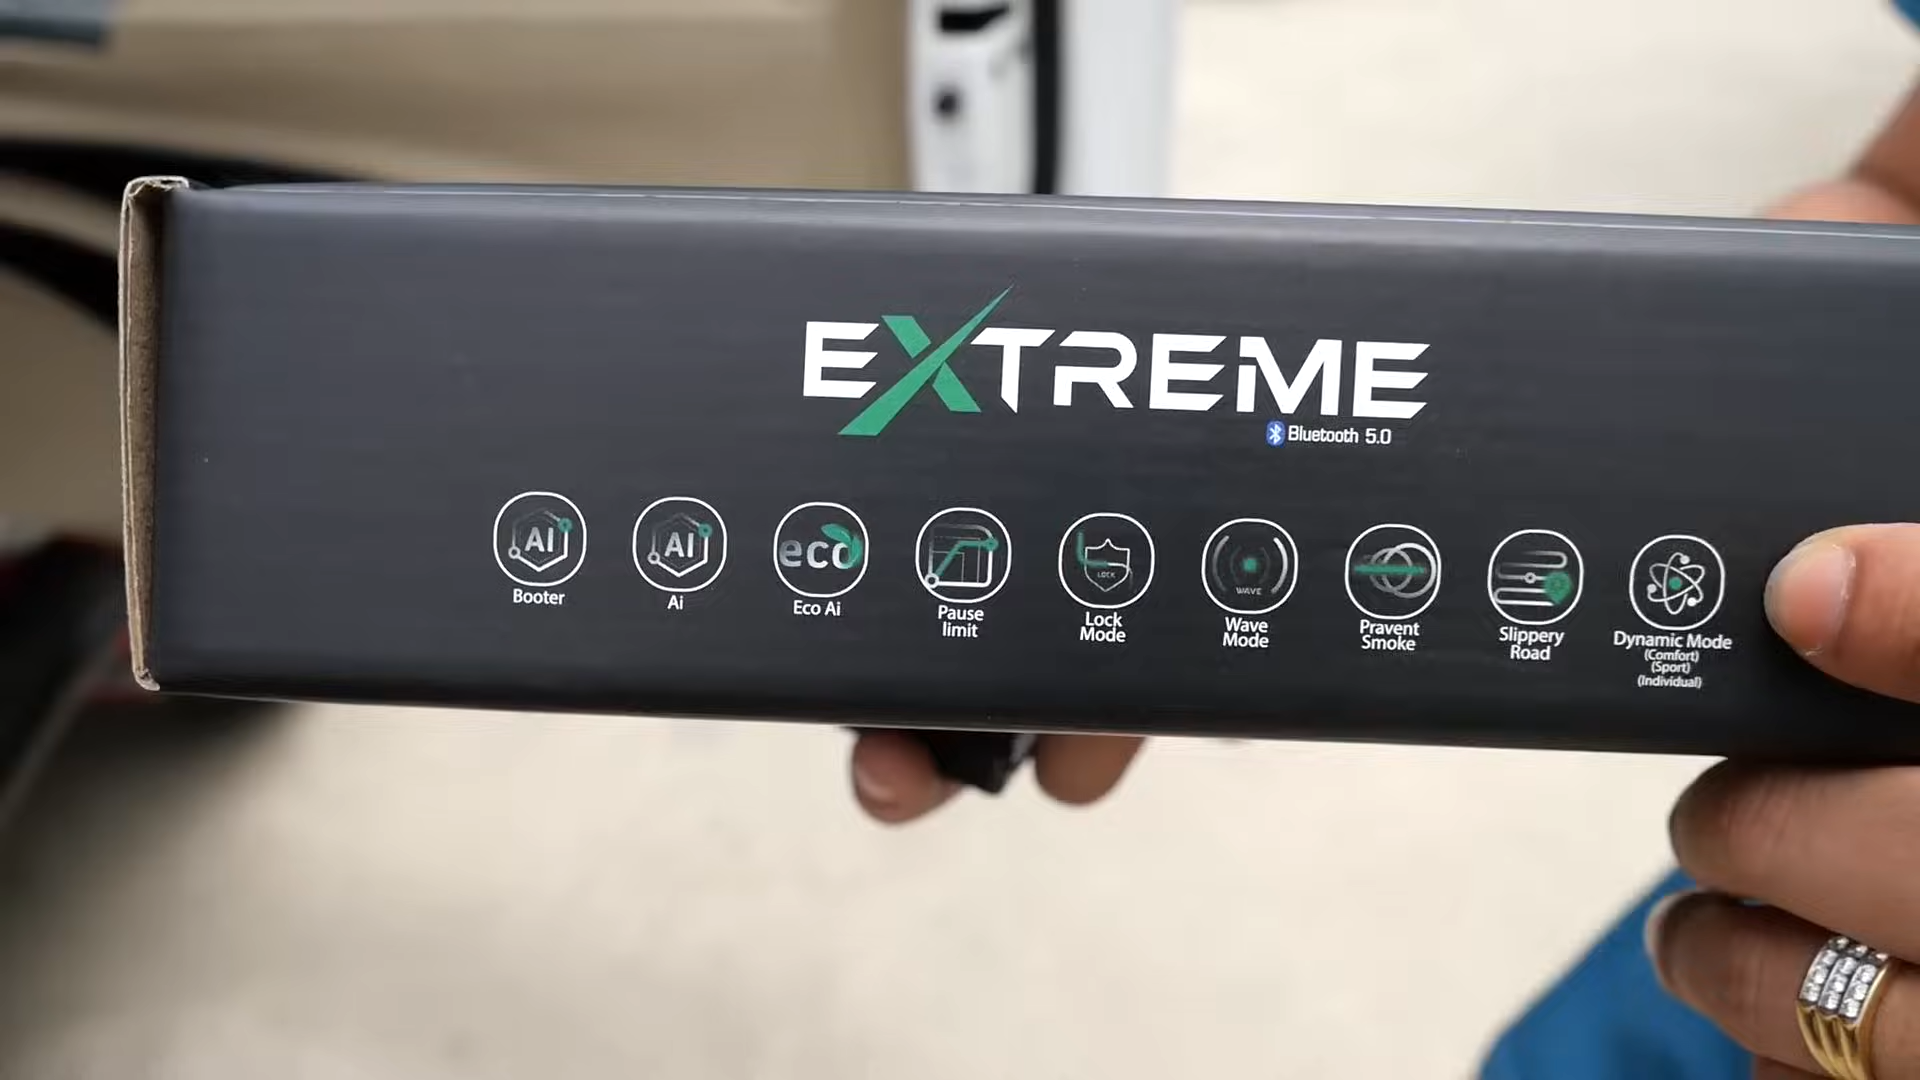 EXTREME
Bluetooth 5.0
AI
AI
eco
LOCK
WAVE
Booter
Ai
Eco Ai
Pause
limit
Lock
Mode
Wave
Mode
Pravent
Smoke
Slippery
Road
Dynamic Mode
(Comfort)
(Sport)
(Individual)